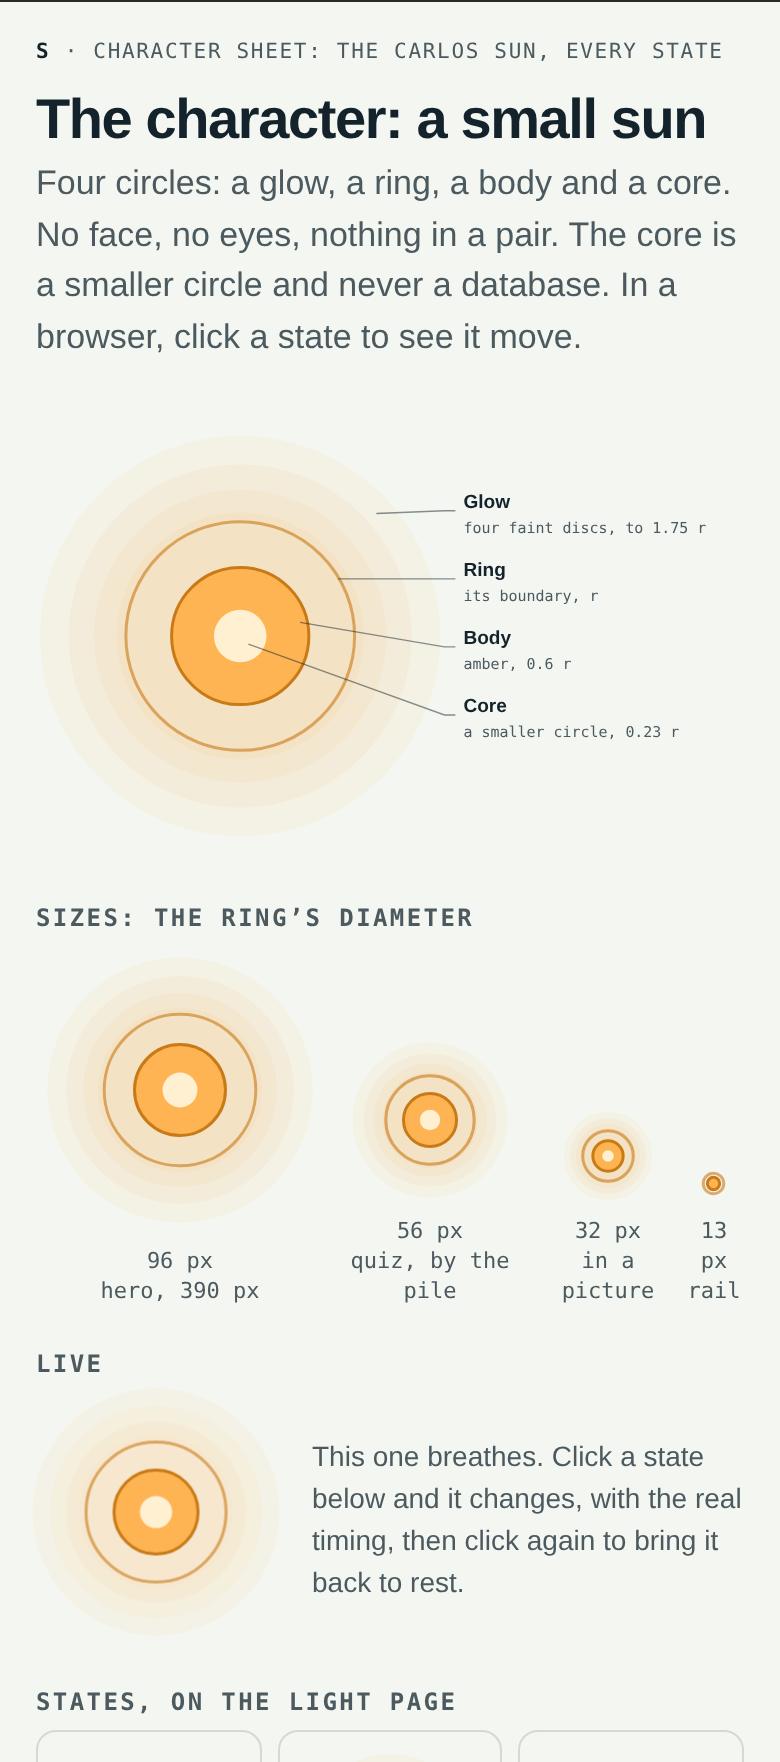 S · CHARACTER SHEET: THE CARLOS SUN, EVERY STATE
The character: a small sun
Four circles: a glow, a ring, a body and a core.
No face, no eyes, nothing in a pair. The core is
a smaller circle and never a database. In a
browser, click a state to see it move.
Glow
four faint discs, to 1.75 r
Ring
its boundary, r
Body
amber, 0.6 r
Core
a smaller circle, 0.23 r
SIZES: THE RING’S DIAMETER
96 px
hero, 390 px
56 px
quiz, by the
pile
32 px
in a
picture
13
px
rail
LIVE
This one breathes. Click a state
below and it changes, with the real
timing, then click again to bring it
back to rest.
STATES, ON THE LIGHT PAGE